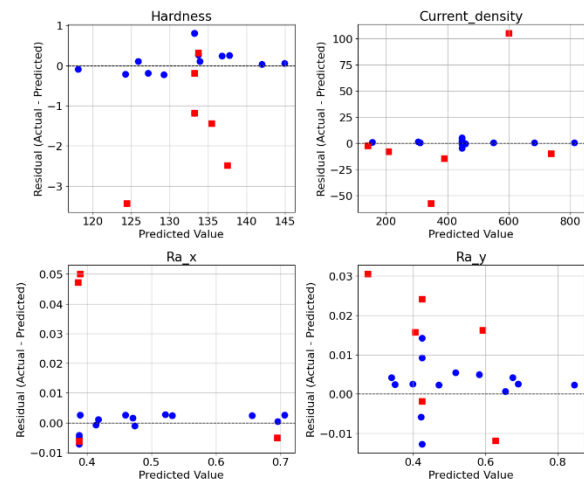 Hardness
Current_density
1
0
−1
−2
−3
100
75
50
25
0
−25
−50
Residual (Actual - Predicted)
Residual (Actual - Predicted)
120 125 130 135 140 145
200 400 600 800
Predicted Value
Predicted Value
Ra_x
Ra_y
0.05
0.04
0.03
0.02
0.01
0.00
−0.01
0.03
0.02
0.01
0.00
−0.01
Residual (Actual - Predicted)
Residual (Actual - Predicted)
0.4 0.5 0.6 0.7
0.4 0.6 0.8
Predicted Value
Predicted Value